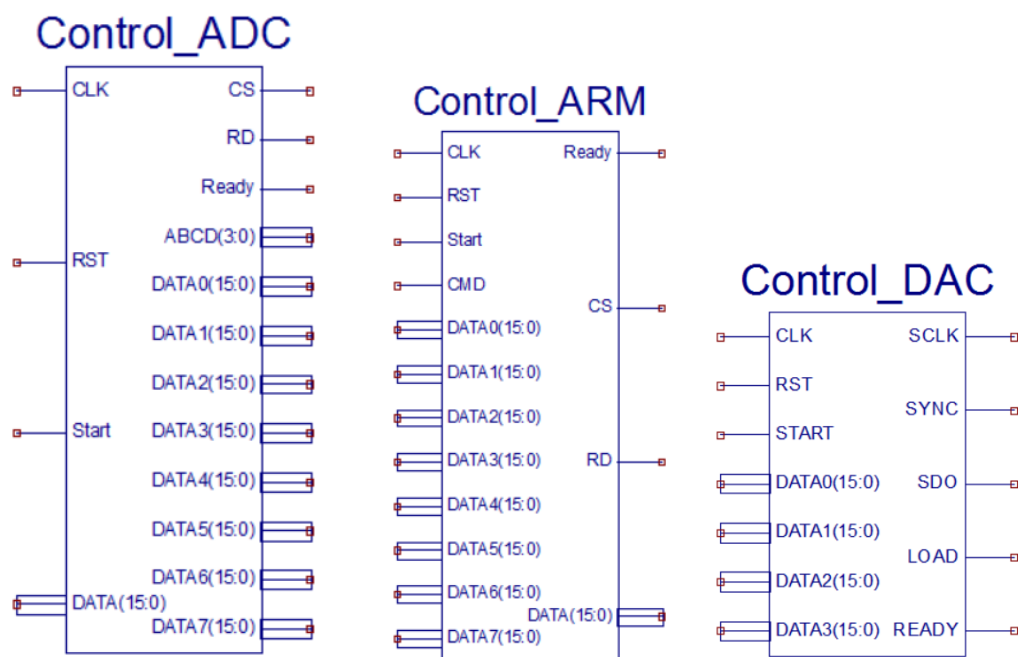 Control_ADC
CLK
CS
RD
Ready
ABCD(3:0)
RST
DATA0(15:0)
DATA1(15:0)
DATA2(15:0)
Start
DATA3(15:0)
DATA4(15:0)
DATA5(15:0)
DATA6(15:0)
DATA(15:0)
DATA7(15:0)
Control_ARM
CLK
Ready
RST
Start
CMD
CS
DATA0(15:0)
DATA1(15:0)
DATA2(15:0)
DATA3(15:0)
RD
DATA4(15:0)
DATA5(15:0)
DATA6(15:0)
DATA(15:0)
DATA7(15:0)
Control_DAC
CLK
SCLK
RST
SYNC
START
DATA0(15:0)
SDO
DATA1(15:0)
LOAD
DATA2(15:0)
DATA3(15:0)
READY